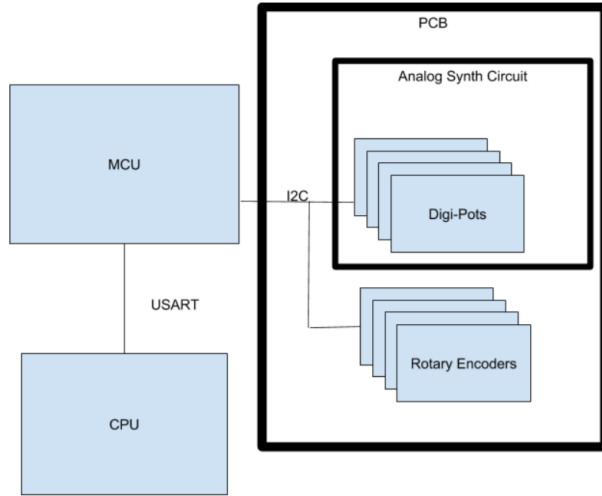 PCB
Analog Synth Circuit
MCU
I2C
Digi-Pots
USART
Rotary Encoders
CPU